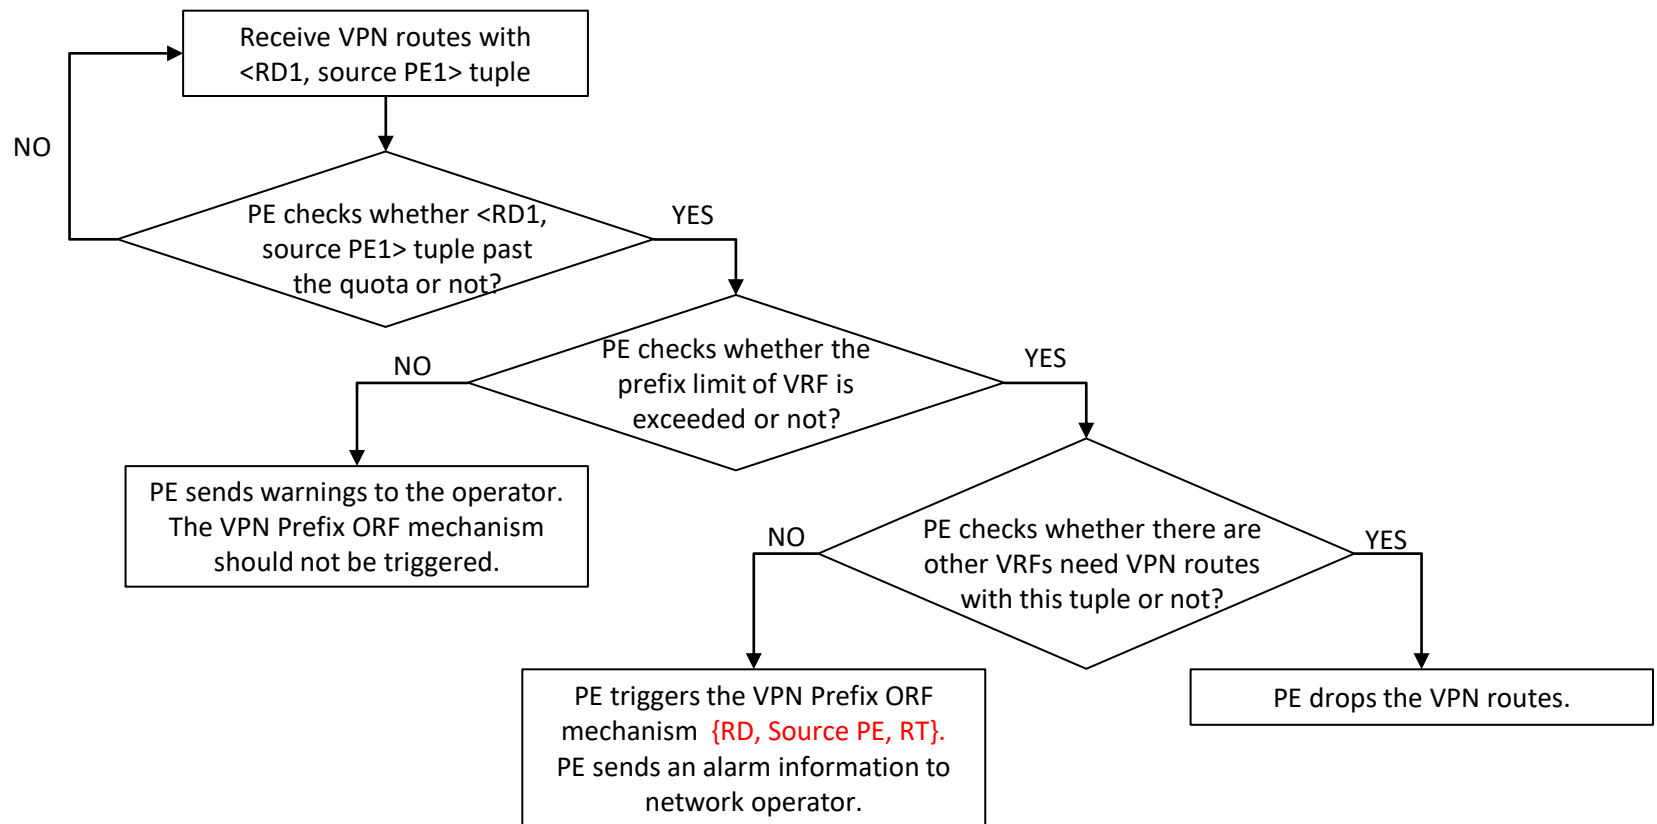 Receive VPN routes with
<RD1, source PE1> tuple
NO
PE checks whether <RD1,
source PE1> tuple past
the quota or not?
YES
PE checks whether the
prefix limit of VRF is
exceeded or not?
NO
YES
PE sends warnings to the operator.
The VPN Prefix ORF mechanism
should not be triggered.
PE checks whether there are
other VRFs need VPN routes
with this tuple or not?
NO
YES
PE triggers the VPN Prefix ORF
mechanism {RD, Source PE, RT}.
PE sends an alarm information to
network operator.
PE drops the VPN routes.